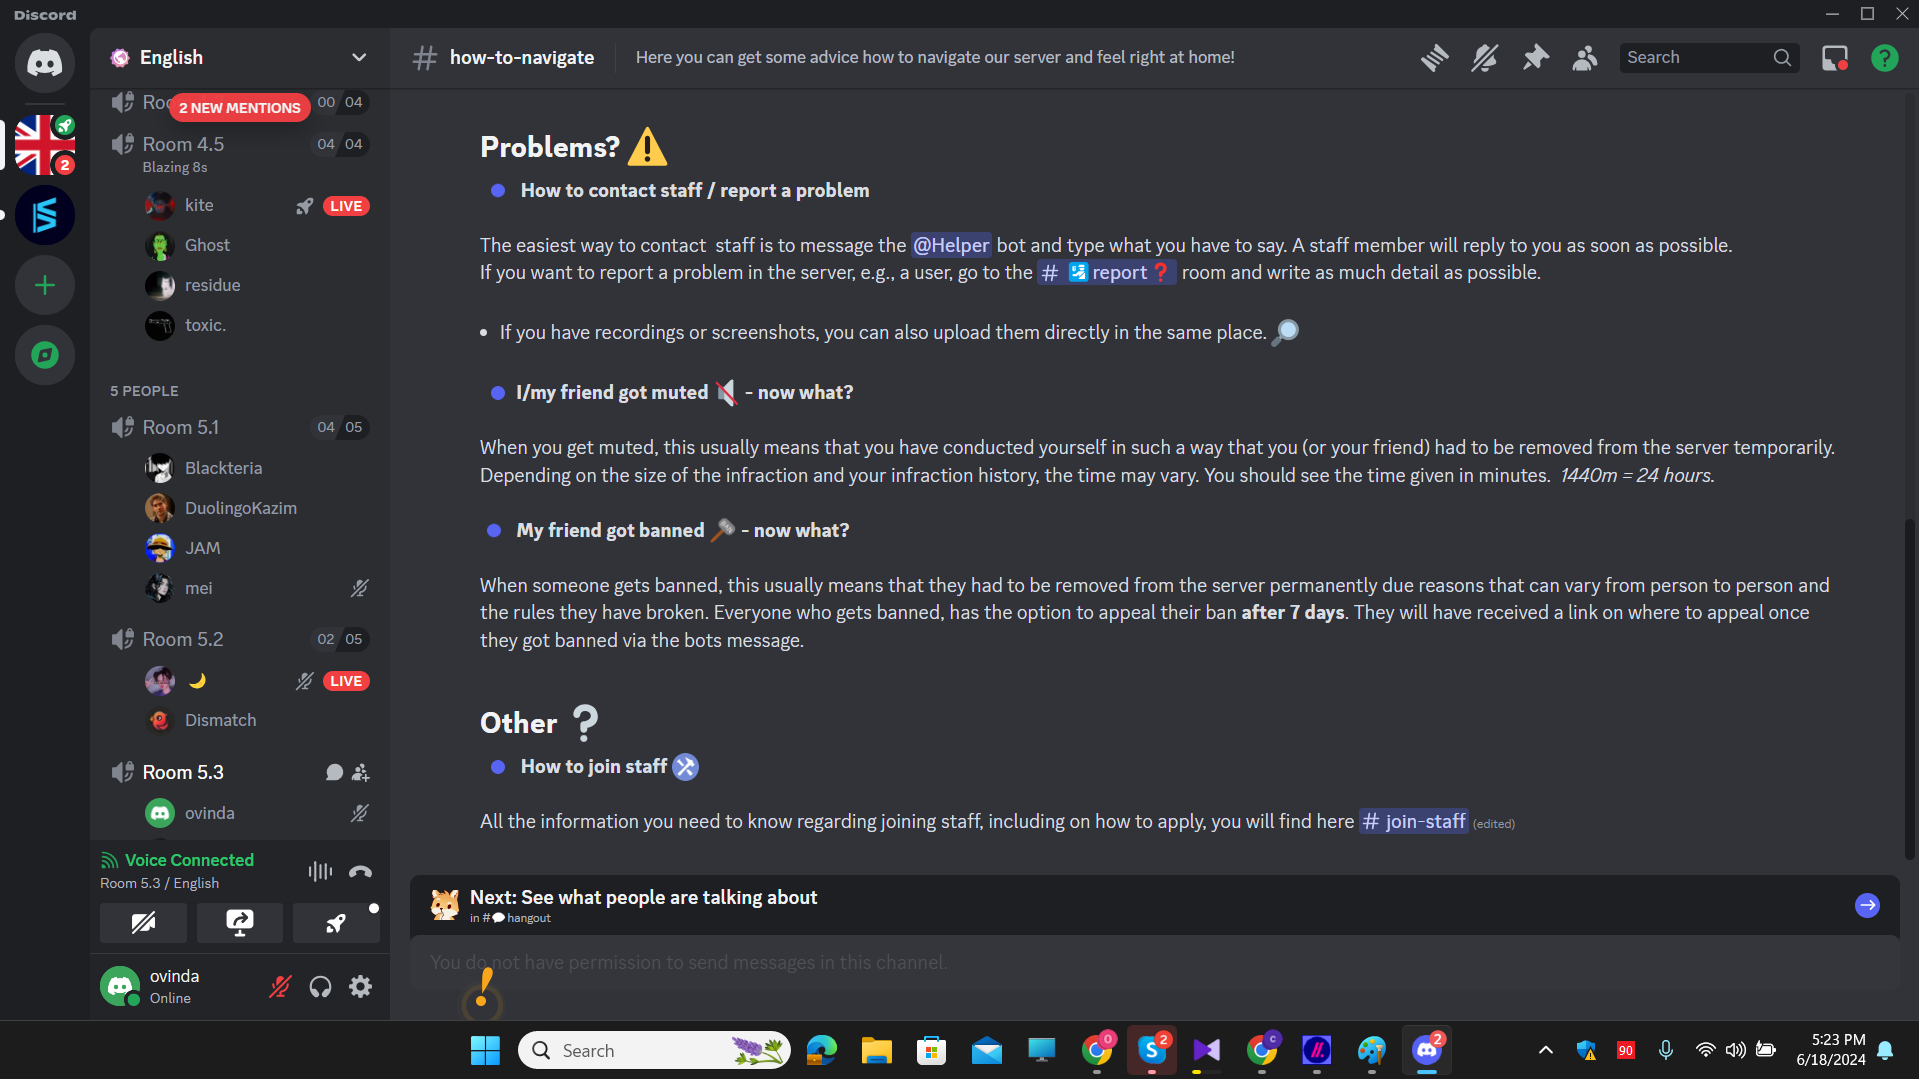 Discord
English
Roo
2 NEW MENTIONS
00 04
Room 4.5
04 04
Blazing 8s
kite
LIVE
Ghost
residue
toxic.
5 PEOPLE
Room 5.1
04 05
Blackteria
DuolingoKazim
JAM
mei
Room 5.2
02 05
LIVE
Dismatch
Room 5.3
ovinda
Voice Connected
Room 5.3 / English
ovinda
Online
2
# how-to-navigate
Here you can get some advice how to navigate our server and feel right at home!
Search
?
Problems? ⚠️
How to contact staff / report a problem
The easiest way to contact  staff is to message the @Helper bot and type what you have to say. A staff member will reply to you as soon as possible.
If you want to report a problem in the server, e.g., a user, go to the # report❓ room and write as much detail as possible.
• If you have recordings or screenshots, you can also upload them directly in the same place.
I/my friend got muted - now what?
When you get muted, this usually means that you have conducted yourself in such a way that you (or your friend) had to be removed from the server temporarily.
Depending on the size of the infraction and your infraction history, the time may vary. You should see the time given in minutes.  1440m = 24 hours.
My friend got banned - now what?
When someone gets banned, this usually means that they had to be removed from the server permanently due reasons that can vary from person to person and
the rules they have broken. Everyone who gets banned, has the option to appeal their ban after 7 days. They will have received a link on where to appeal once
they got banned via the bots message.
Other ❔
How to join staff
All the information you need to know regarding joining staff, including on how to apply, you will find here # join-staff (edited)
Next: See what people are talking about
in # hangout
You do not have permission to send messages in this channel.
Search
0
S
2
C
2
90
5:23 PM
6/18/2024